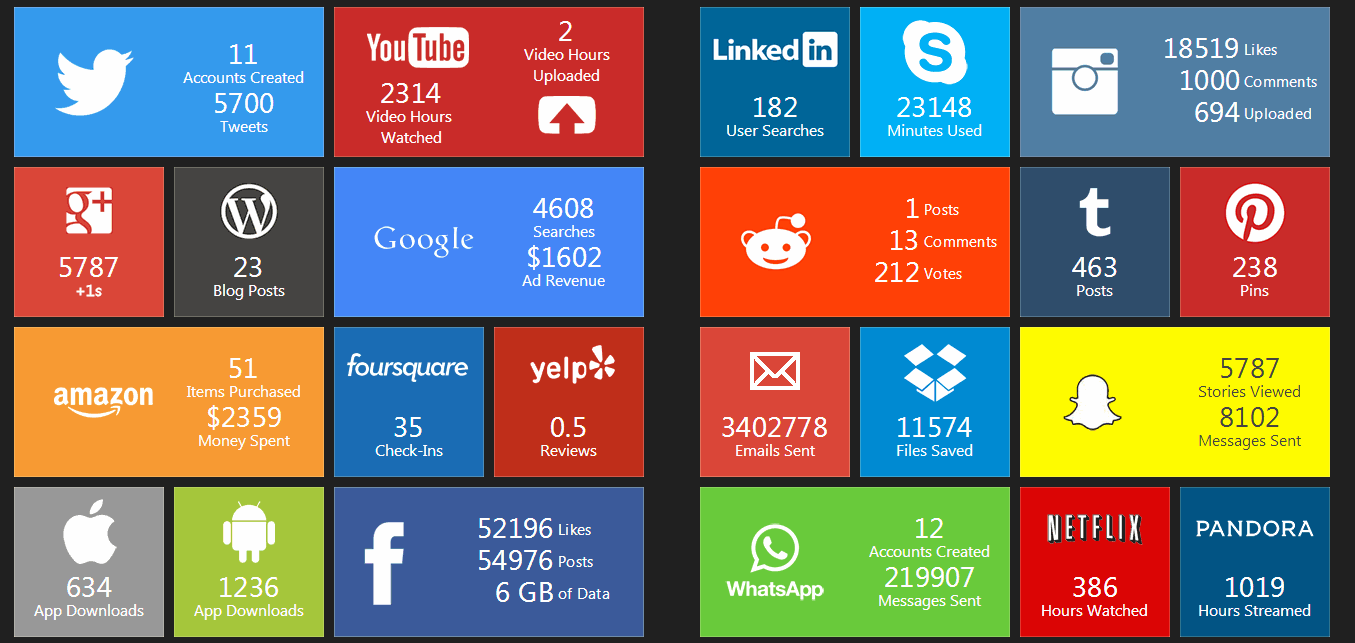 11
Accounts Created
5700
Tweets
YouTube
2314
Video Hours
Watched
2
Video Hours
Uploaded
Linked in
182
User Searches
S
23148
Minutes Used
18519 Likes
1000 Comments
694 Uploaded
g+
5787
+1s
W
23
Blog Posts
Google
4608
Searches
$1602
Ad Revenue
1 Posts
13 Comments
212 Votes
t
463
Posts
P
238
Pins
amazon
51
Items Purchased
$2359
Money Spent
foursquare
35
Check-Ins
yelp
0.5
Reviews
3402778
Emails Sent
11574
Files Saved
5787
Stories Viewed
8102
Messages Sent
634
App Downloads
1236
App Downloads
f
52196 Likes
54976 Posts
6 GB of Data
WhatsApp
12
Accounts Created
219907
Messages Sent
NETFLIX
386
Hours Watched
PANDORA
1019
Hours Streamed